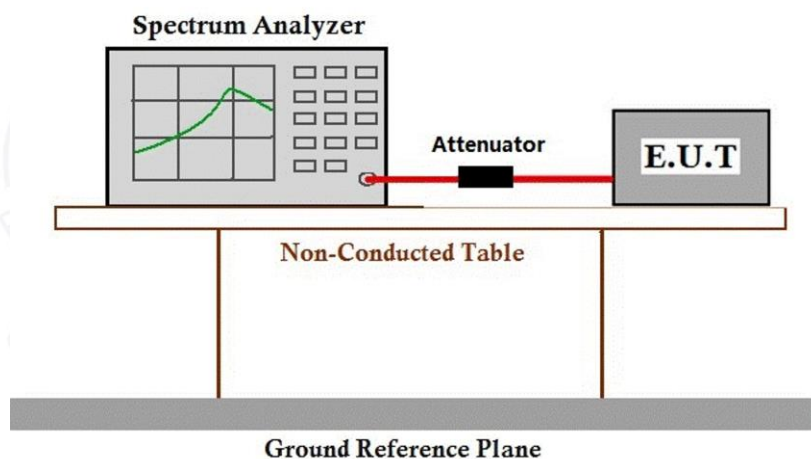 Spectrum Analyzer
Attenuator
E.U.T
Non-Conducted Table
Ground Reference Plane